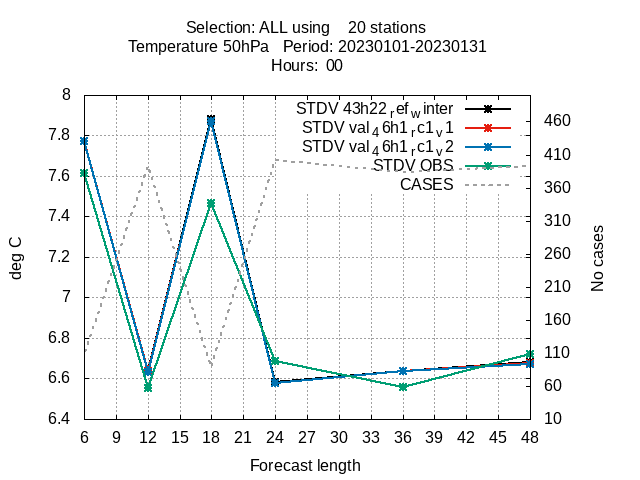 Selection: ALL using 20 stations
Temperature 50hPa Period: 20230101-20230131
Hours: 00
STDV 43h22refwinter
STDV val46h1rc1v1
STDV val46h1rc1v2
STDV OBS
CASES
deg C
8
7.8
7.6
7.4
7.2
7
6.8
6.6
6.4
460
410
360
310
260
210
160
110
60
10
No cases
6 9 12 15 18 21 24 27 30 33 36 39 42 45 48
Forecast length